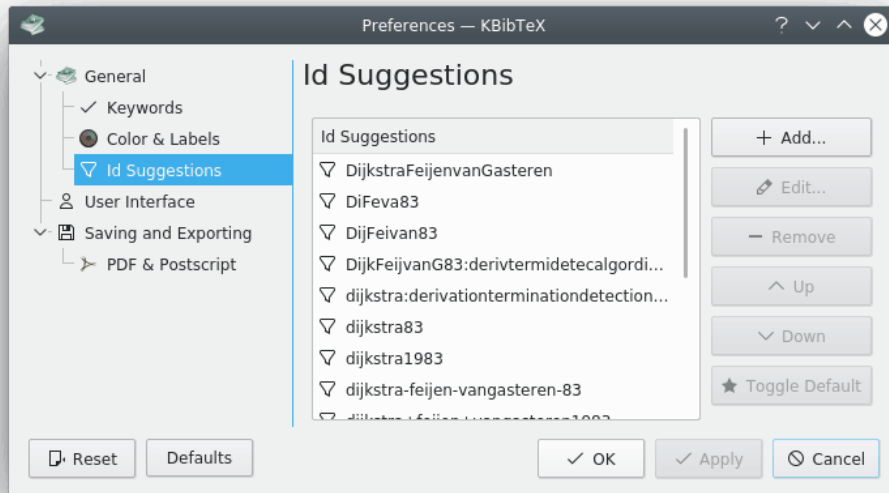 Preferences — KBibTeX
General
Keywords
Color & Labels
Id Suggestions
User Interface
Saving and Exporting
PDF & Postscript
Id Suggestions
Id Suggestions
DijkstraFeijenvanGasteren
DiFeva83
DijFeivan83
DijkFeijvanG83:derivtermidetecalgordi...
dijkstra:derivationterminationdetection...
dijkstra83
dijkstra1983
dijkstra-feijen-vangasteren-83
+ Add...
Edit...
Remove
Up
Down
Toggle Default
Reset
Defaults
OK
Apply
Cancel